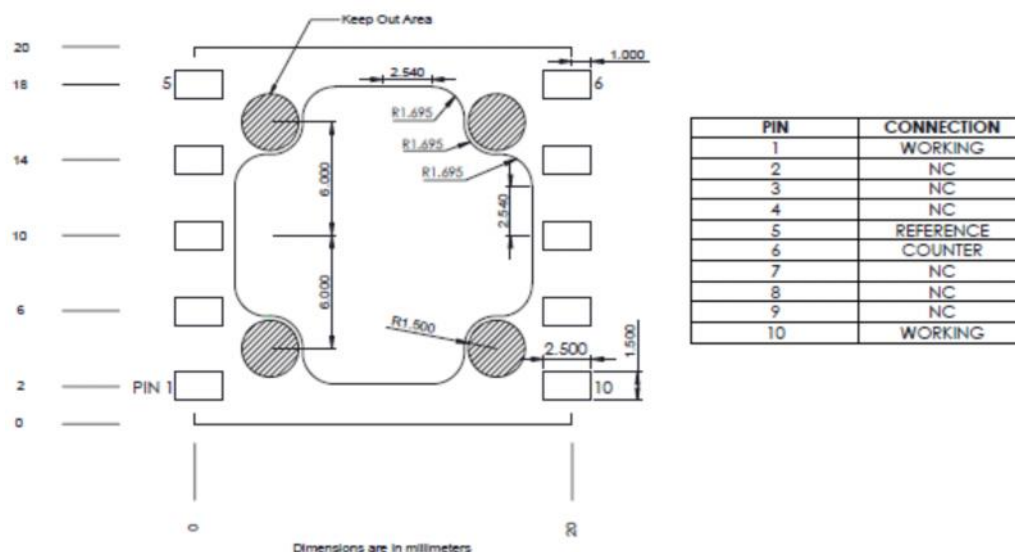 Keep Out Area
20
18
14
10
6
2
0
5
6
1.000
2.540
R1.695
R1.695
R1.695
6.000
2.540
6.000
R1.500
2.500
1.500
PIN 1
10
0
20
Dimensions are in millimeters
PIN CONNECTION
1 WORKING
2 NC
3 NC
4 NC
5 REFERENCE
6 COUNTER
7 NC
8 NC
9 NC
10 WORKING